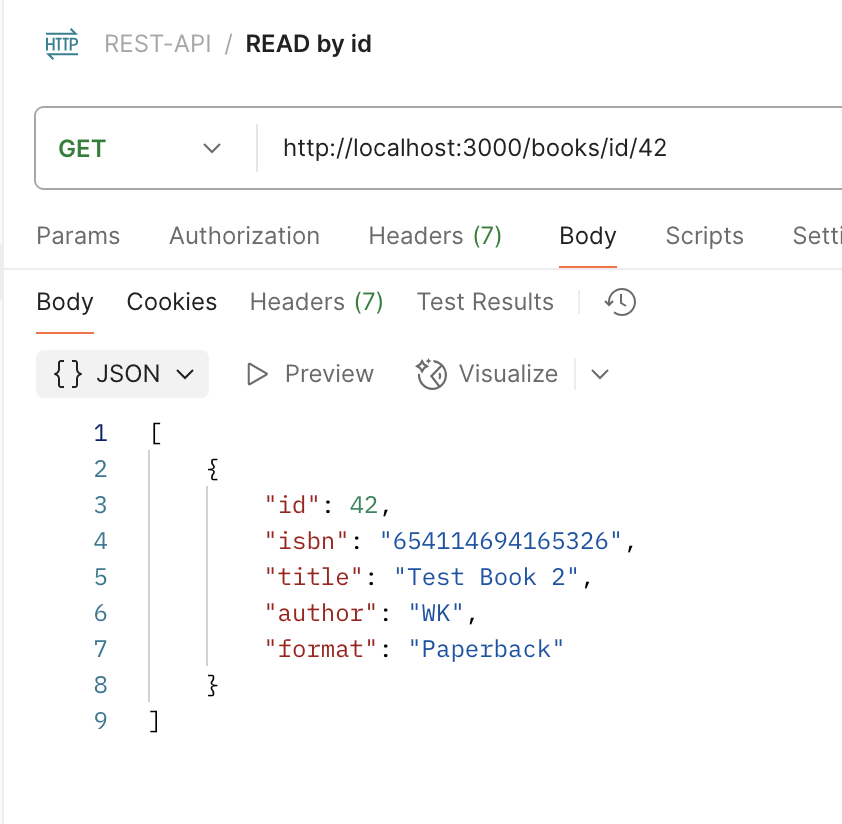 HTTP REST-API / READ by id
GET http://localhost:3000/books/id/42
Params Authorization Headers (7) Body Scripts Setti
Body Cookies Headers (7) Test Results
{} JSON Preview Visualize
1 [
2 {
3 "id": 42,
4 "isbn": "654114694165326",
5 "title": "Test Book 2",
6 "author": "WK",
7 "format": "Paperback"
8 }
9 ]